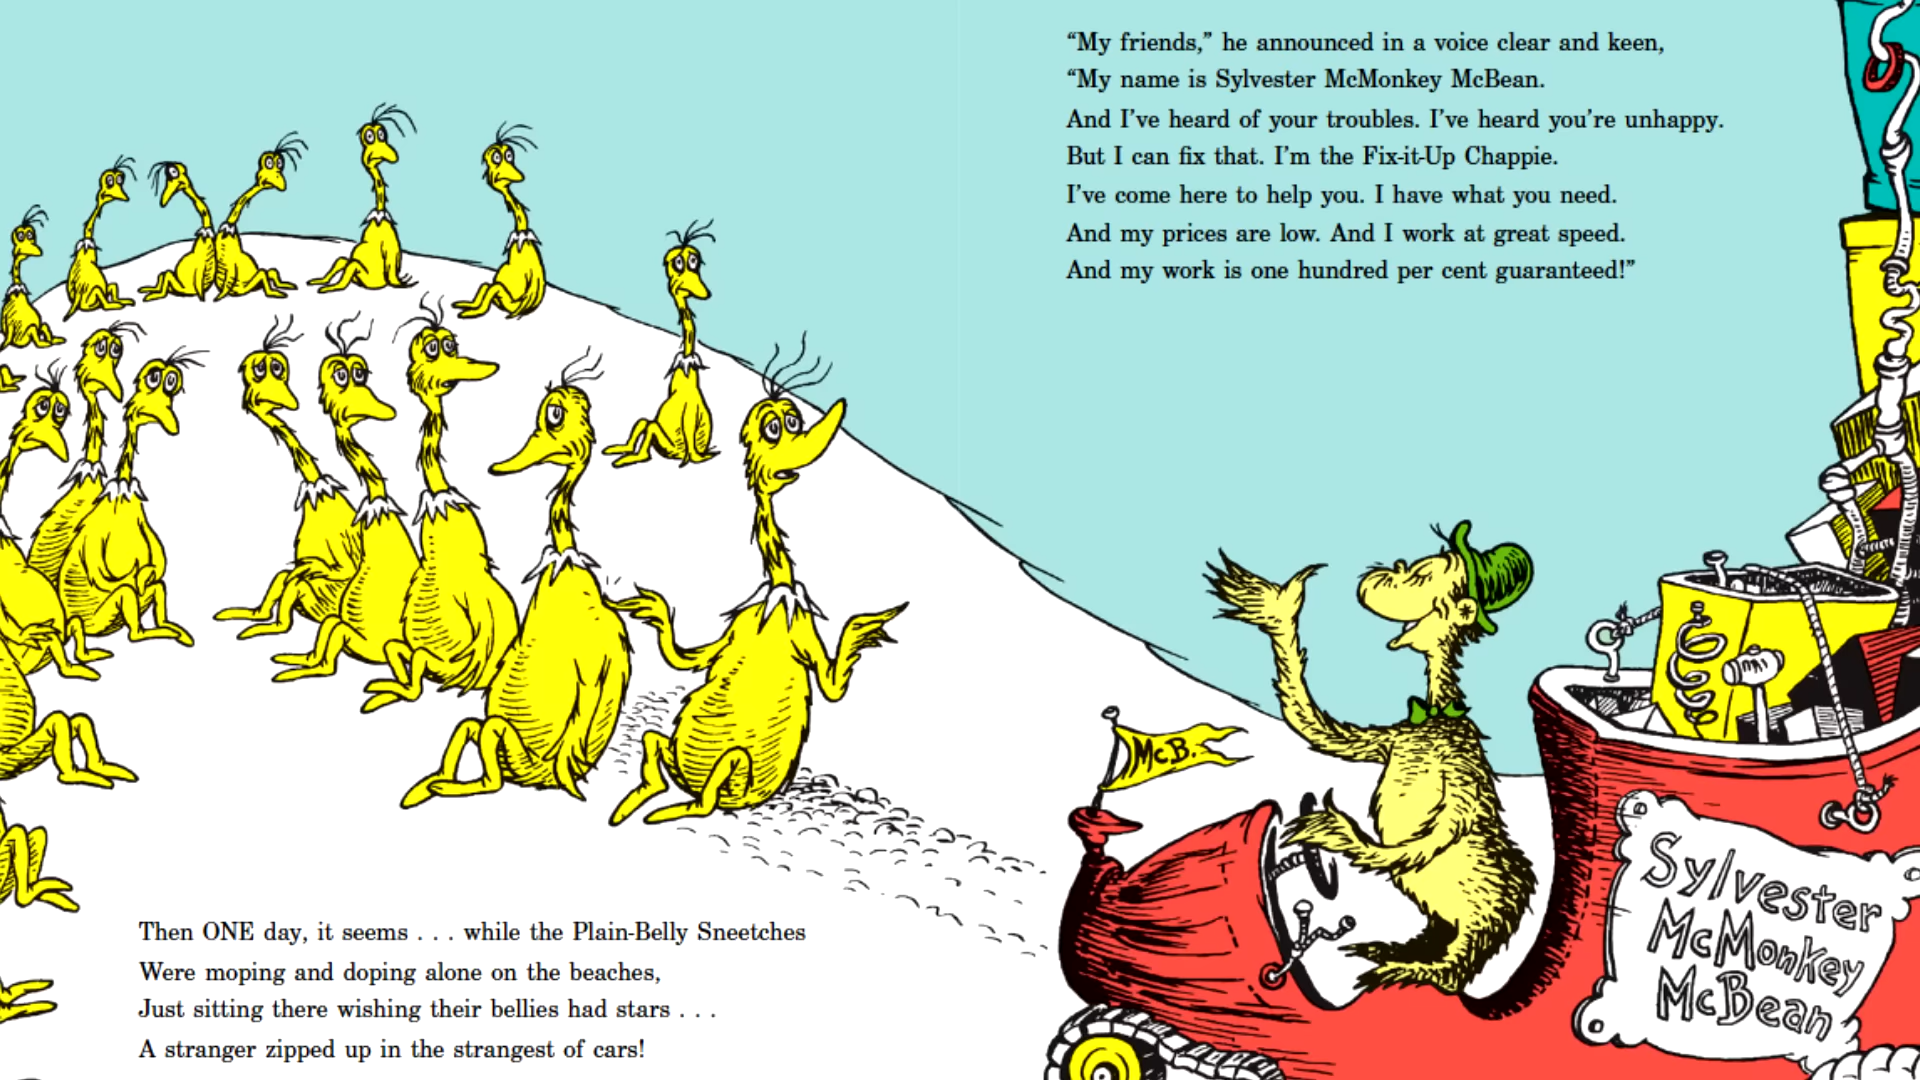 Then ONE day, it seems . . . while the Plain-Belly Sneetches
Were moping and doping alone on the beaches,
Just sitting there wishing their bellies had stars . . .
A stranger zipped up in the strangest of cars!
“My friends,” he announced in a voice clear and keen,
“My name is Sylvester McMonkey McBean.
And I’ve heard of your troubles. I’ve heard you’re unhappy.
But I can fix that. I’m the Fix-it-Up Chappie.
I’ve come here to help you. I have what you need.
And my prices are low. And I work at great speed.
And my work is one hundred per cent guaranteed!”
McB.
Sylvester
McMonkey
McBean